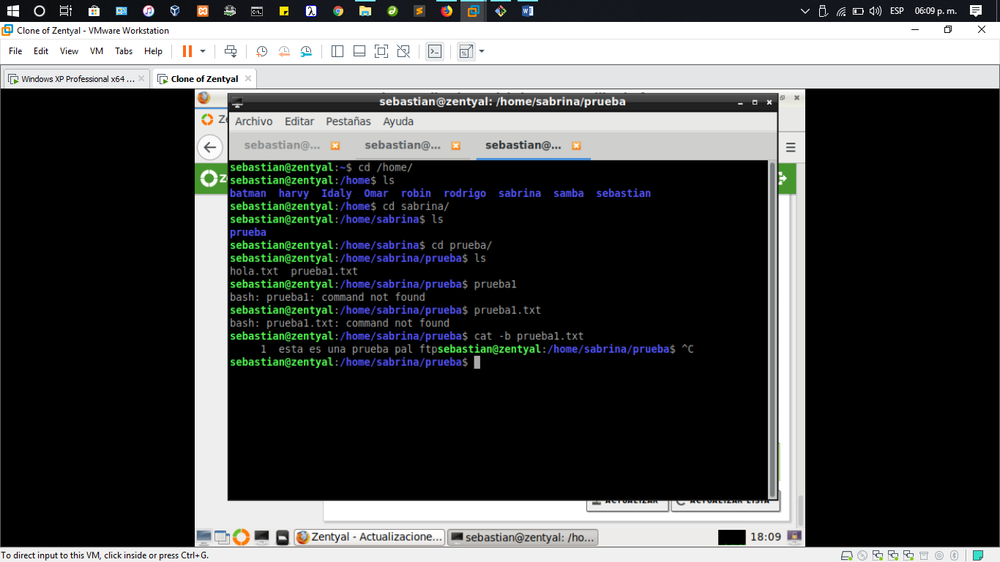 ESP 06:09 p. m.
Clone of Zentyal - VMware Workstation
File Edit View VM Tabs Help
Windows XP Professional x64 ... Clone of Zentyal
sebastian@zentyal: /home/sabrina/prueba
Archivo Editar Pestañas Ayuda
sebastian@... sebastian@... sebastian@...
sebastian@zentyal:~$ cd /home/
sebastian@zentyal:/home$ ls
batman harvy Idaly Omar robin rodrigo sabrina samba sebastian
sebastian@zentyal:/home$ cd sabrina/
sebastian@zentyal:/home/sabrina$ ls
prueba
sebastian@zentyal:/home/sabrina$ cd prueba/
sebastian@zentyal:/home/sabrina/prueba$ ls
hola.txt prueba1.txt
sebastian@zentyal:/home/sabrina/prueba$ prueba1
bash: prueba1: command not found
sebastian@zentyal:/home/sabrina/prueba$ prueba1.txt
bash: prueba1.txt: command not found
sebastian@zentyal:/home/sabrina/prueba$ cat -b prueba1.txt
1 esta es una prueba pal ftpsebastian@zentyal:/home/sabrina/prueba$ ^C
sebastian@zentyal:/home/sabrina/prueba$
ACTUALIZAR ACTUALIZAR LISTA
Zentyal - Actualizacione... sebastian@zentyal: /ho... 18:09
To direct input to this VM, click inside or press Ctrl+G.